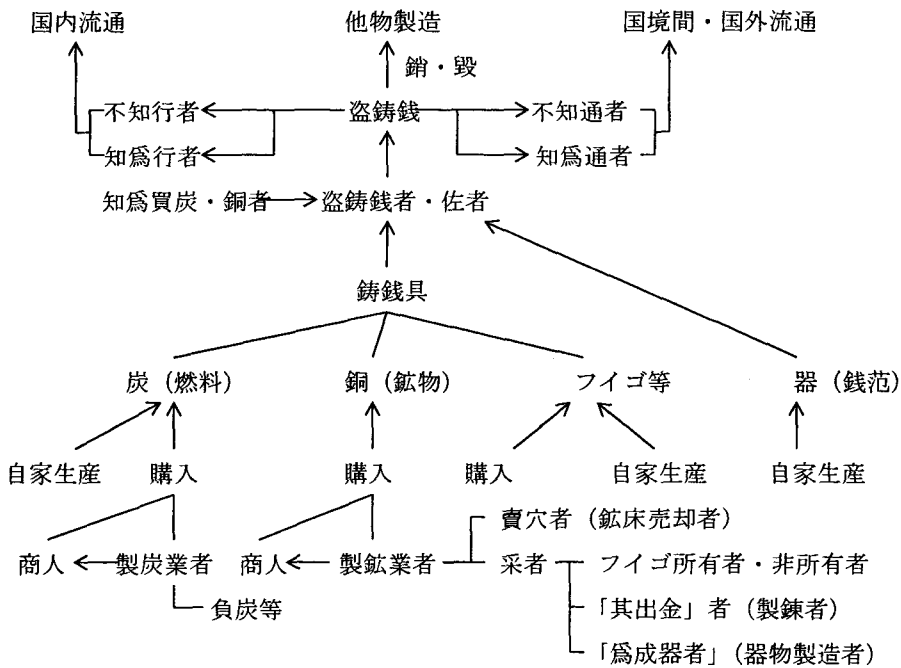 国内流通 他物製造 国境間・国外流通
銷・毀
不知行者 盗鋳銭 不知通者
知爲行者 知爲通者
知爲買炭・銅者 盗鋳銭者・佐者
鋳銭具
炭（燃料） 銅（鉱物） フイゴ等 器（銭范）
自家生産 購入 購入 購入 自家生産 自家生産
賣穴者（鉱床売却者）
商人 製炭業者 商人 製鉱業者 采者 フイゴ所有者・非所有者
負炭等 「其出金」者（製錬者）
「爲成器者」（器物製造者）